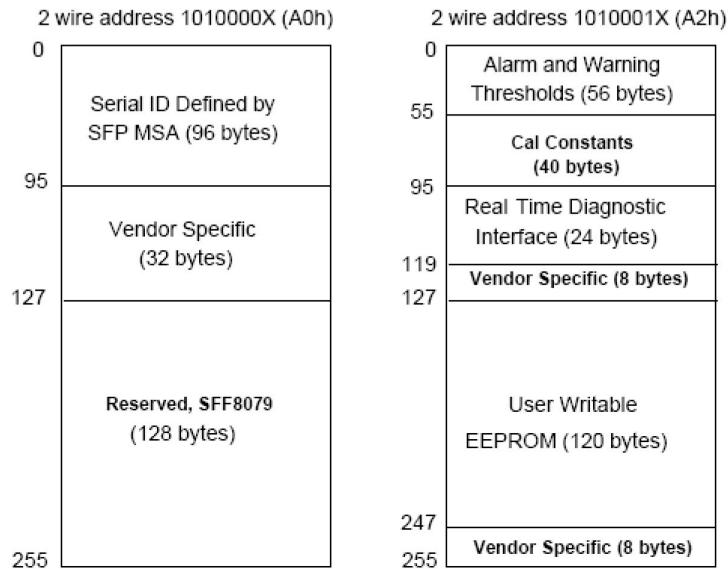 2 wire address 1010000X (A0h)
0
Serial ID Defined by
SFP MSA (96 bytes)
95
Vendor Specific
(32 bytes)
127
Reserved, SFF8079
(128 bytes)
255
2 wire address 1010001X (A2h)
0
Alarm and Warning
Thresholds (56 bytes)
55
Cal Constants
(40 bytes)
95
Real Time Diagnostic
Interface (24 bytes)
119
Vendor Specific (8 bytes)
127
User Writable
EEPROM (120 bytes)
247
Vendor Specific (8 bytes)
255